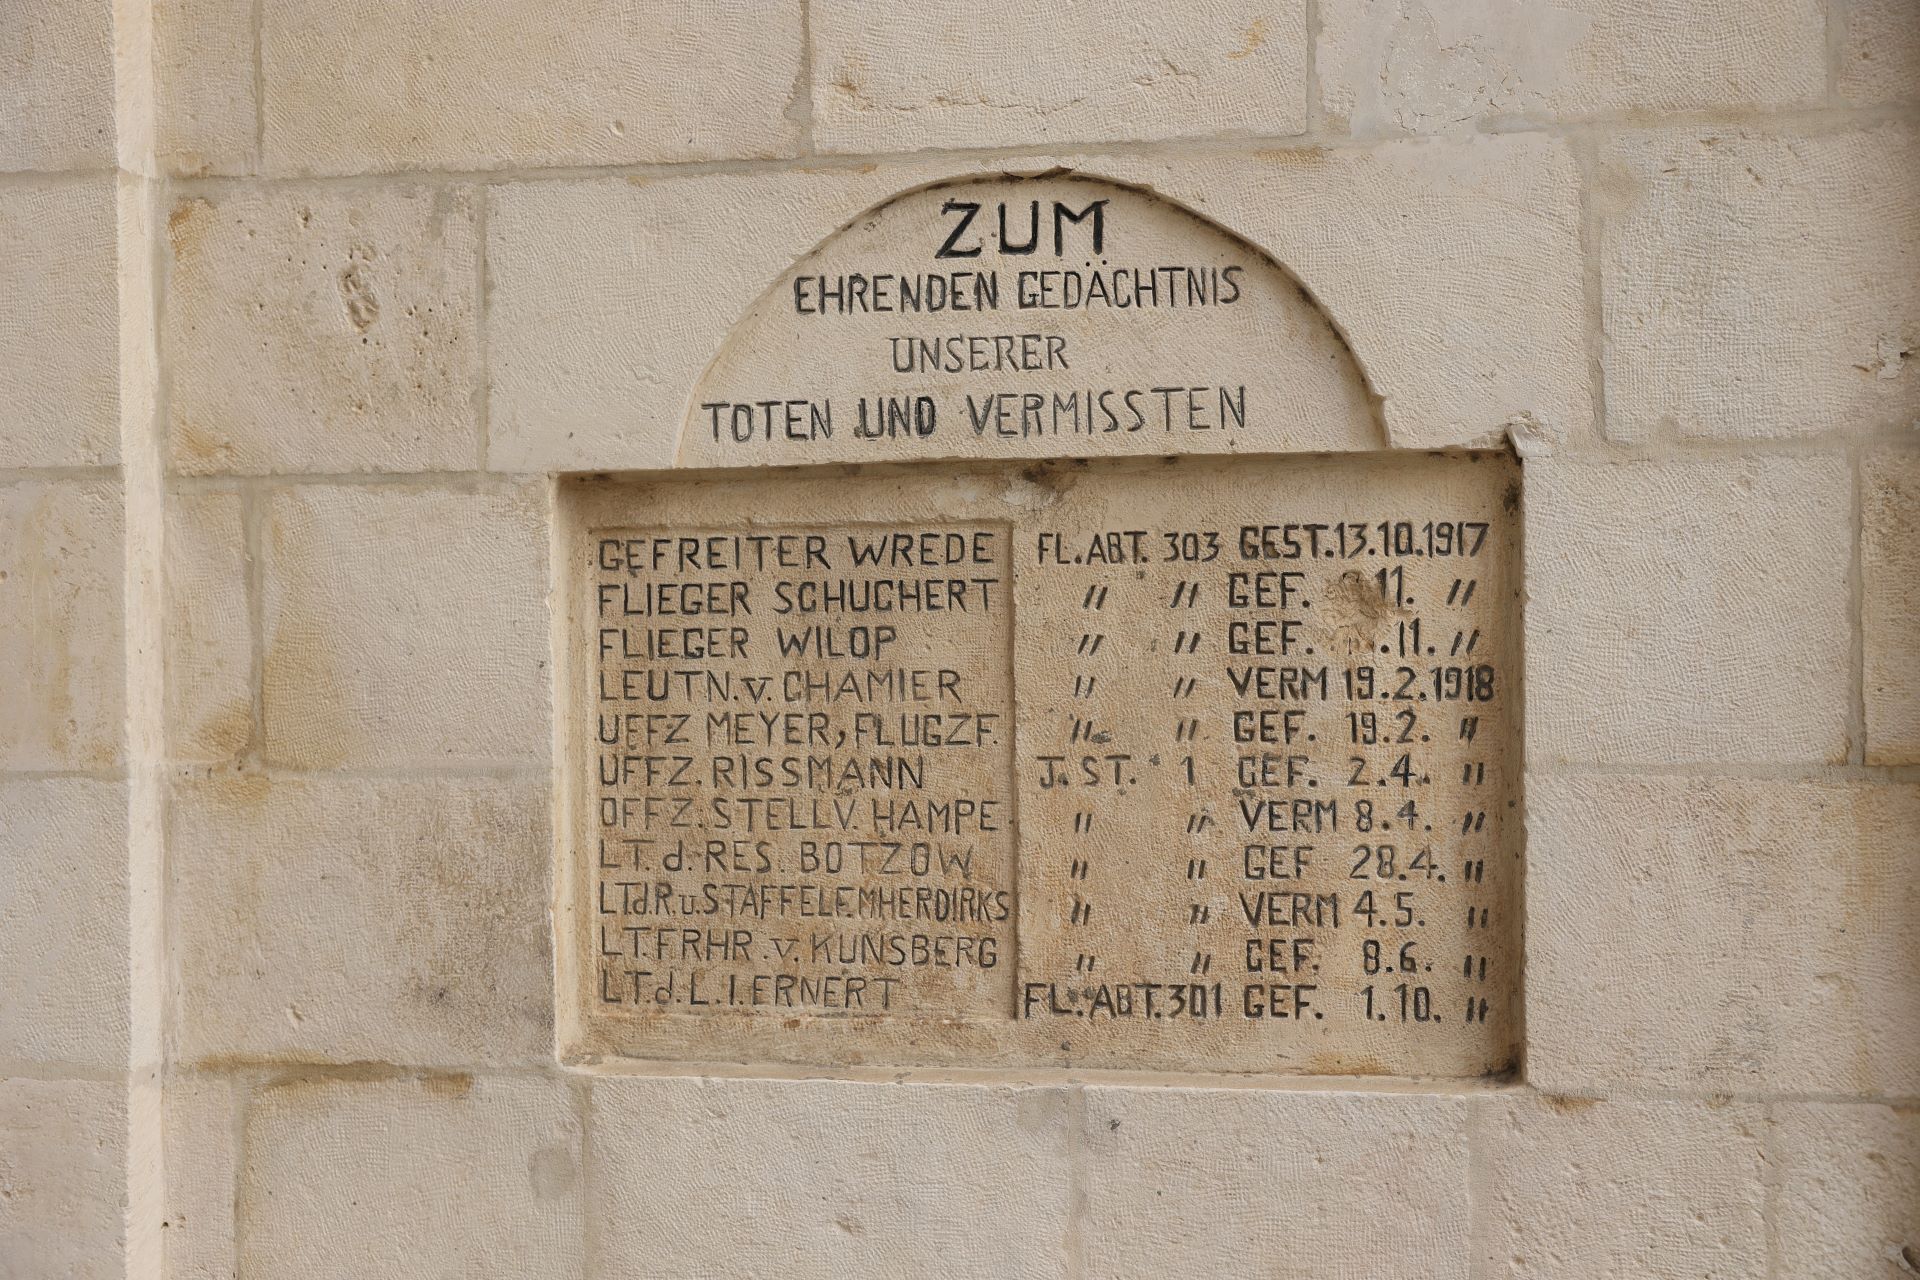 ZUM
EHRENDEN GEDÄCHTNIS
UNSERER
TOTEN UND VERMISSTEN
GEFREITER WREDE FL.ABT. 303 GEST.13.10.1917
FLIEGER SCHUCHERT " " GEF. 11. "
FLIEGER WILOP " " GEF. .11. "
LEUTN.v.CHAMIER " " VERM 19.2.1918
UFFZ MEYER, FLUGZF. " " GEF. 19.2. "
UFFZ.RISSMANN J.ST. 1 GEF. 2.4. "
OFFZ.STELLV.HAMPE " " VERM 8.4. "
LT.d.RES.BOTZOW " " GEF 28.4. "
LT.d.R.u.STAFFELF.M HERDIRKS " " VERM 4.5. "
LT.FRHR.v.KUNSBERG " " GEF. 8.6. "
LT.d.L.I.ERNERT FL.ABT.301 GEF. 1.10. "